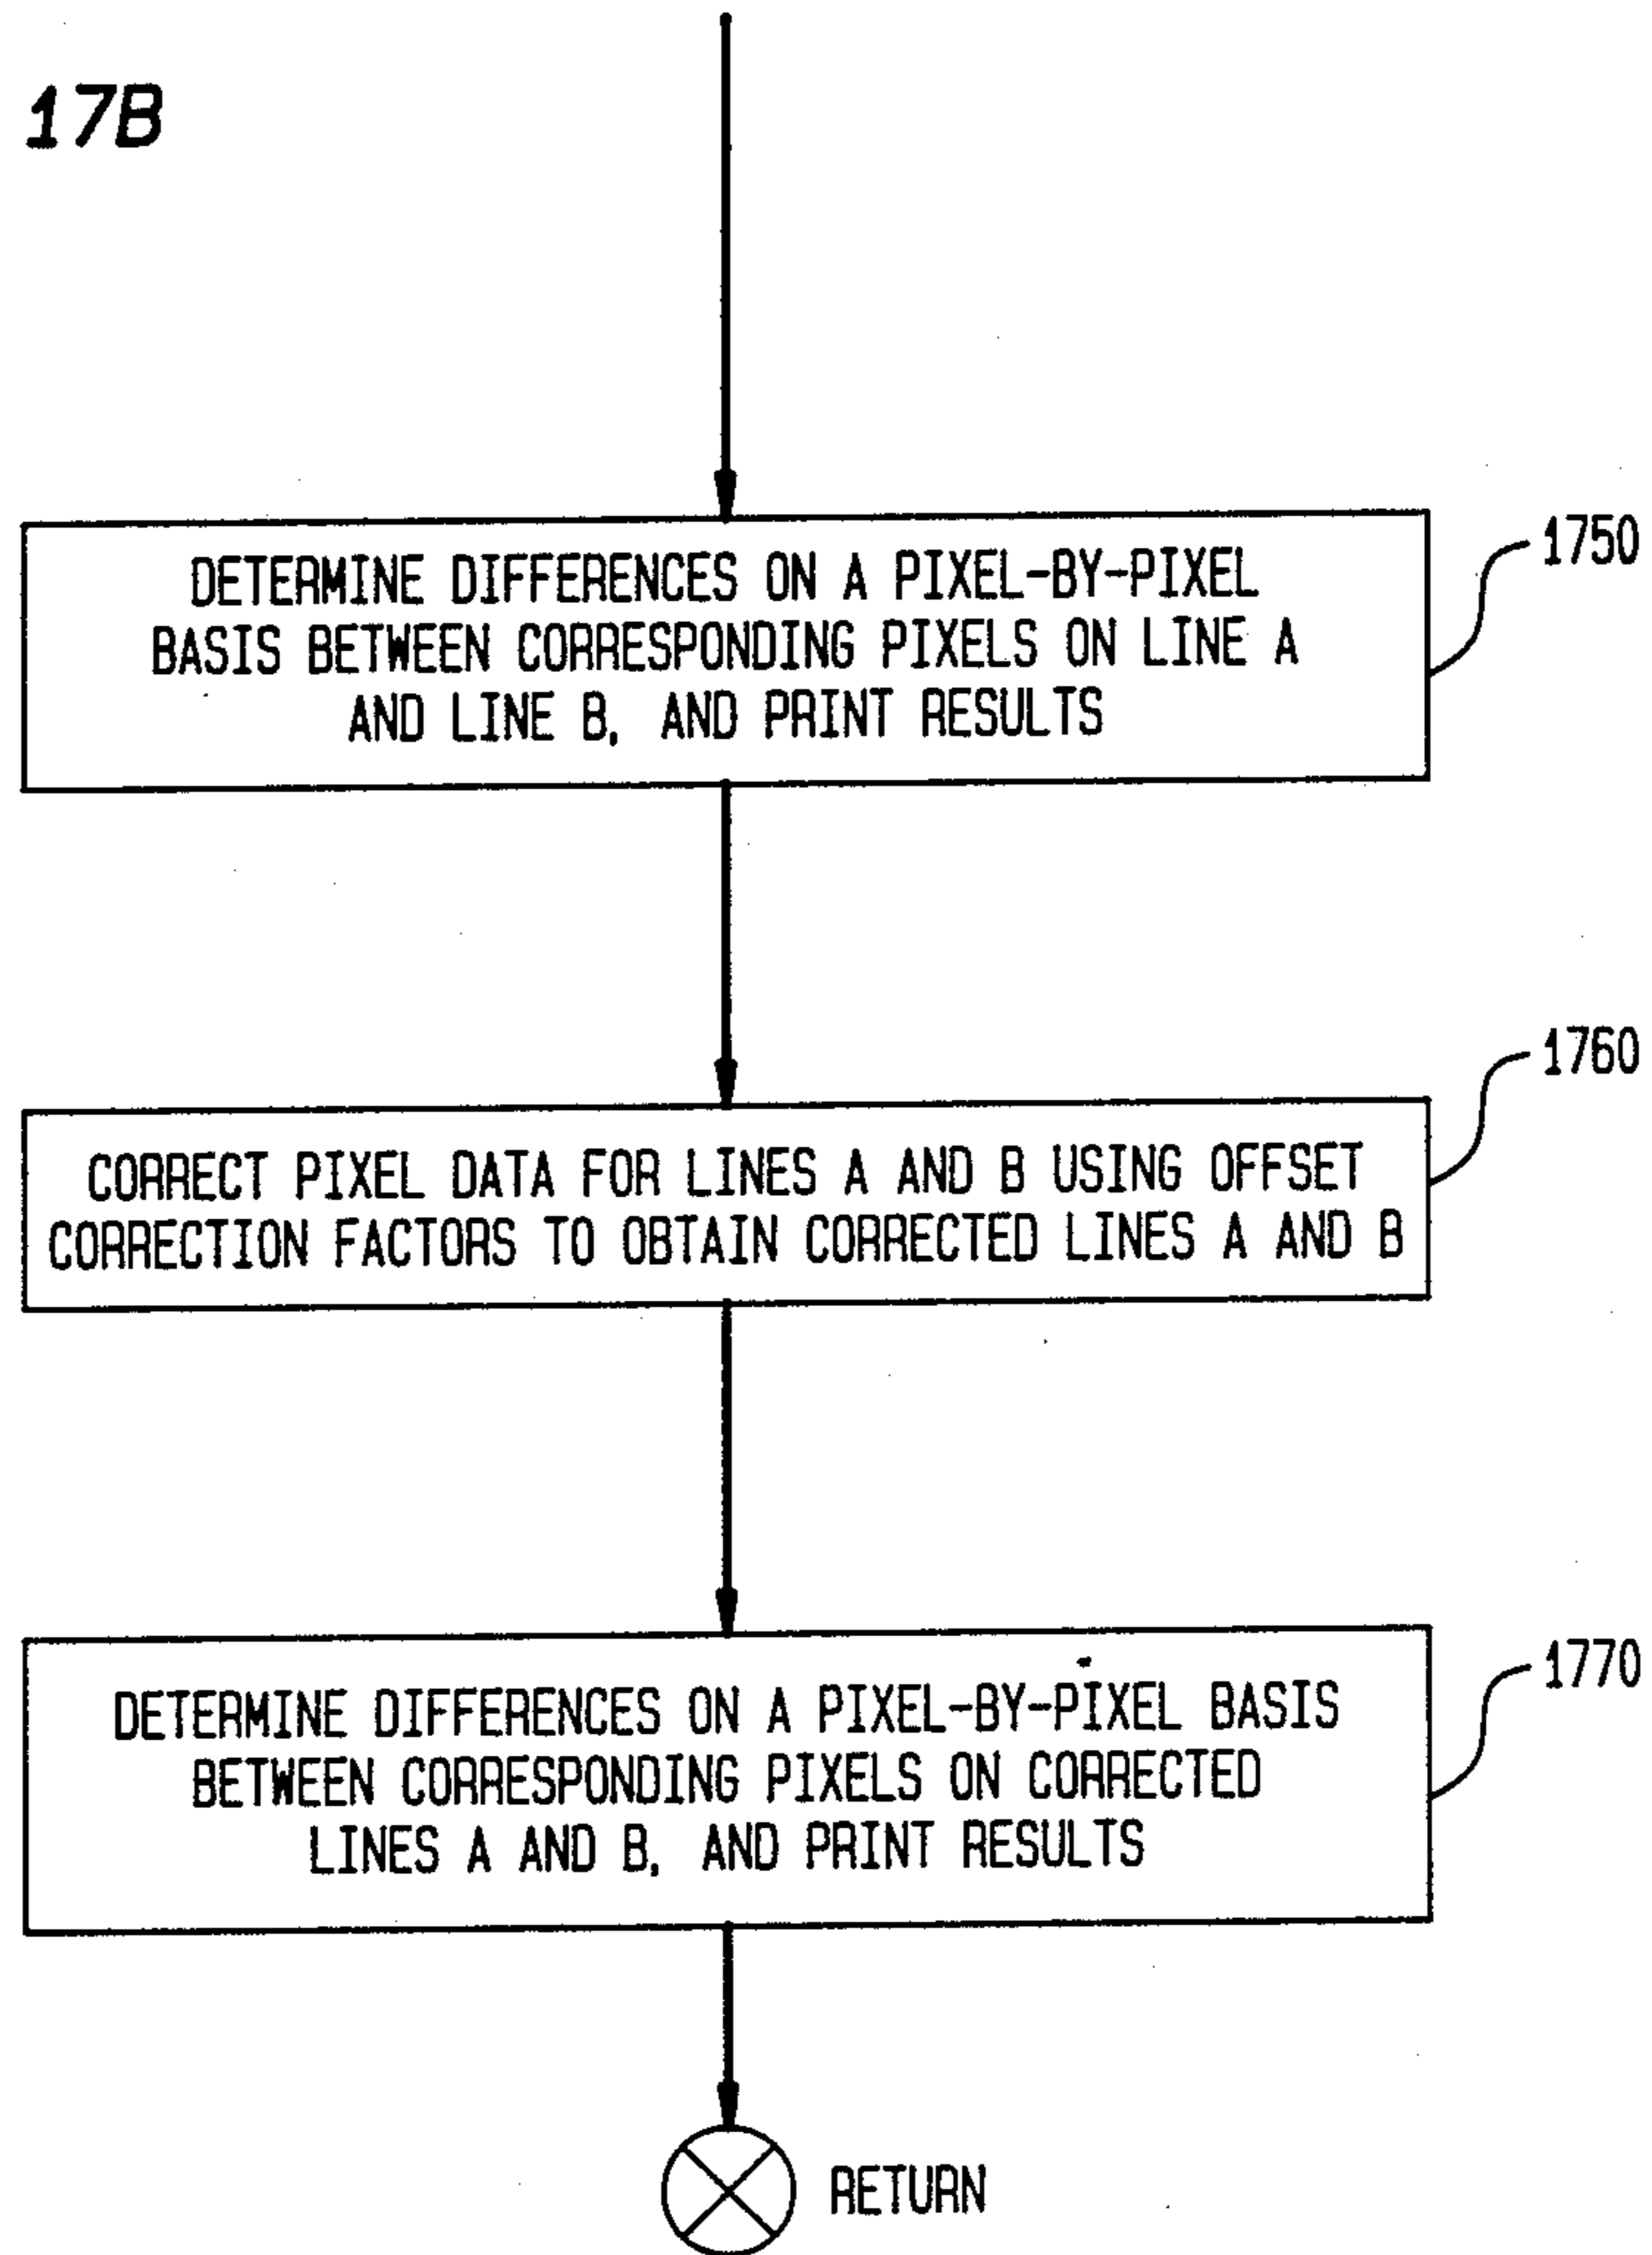 17B
DETERMINE DIFFERENCES ON A PIXEL-BY-PIXEL
BASIS BETWEEN CORRESPONDING PIXELS ON LINE A
AND LINE B, AND PRINT RESULTS
1750
CORRECT PIXEL DATA FOR LINES A AND B USING OFFSET
CORRECTION FACTORS TO OBTAIN CORRECTED LINES A AND B
1760
DETERMINE DIFFERENCES ON A PIXEL-BY-PIXEL BASIS
BETWEEN CORRESPONDING PIXELS ON CORRECTED
LINES A AND B, AND PRINT RESULTS
1770
RETURN